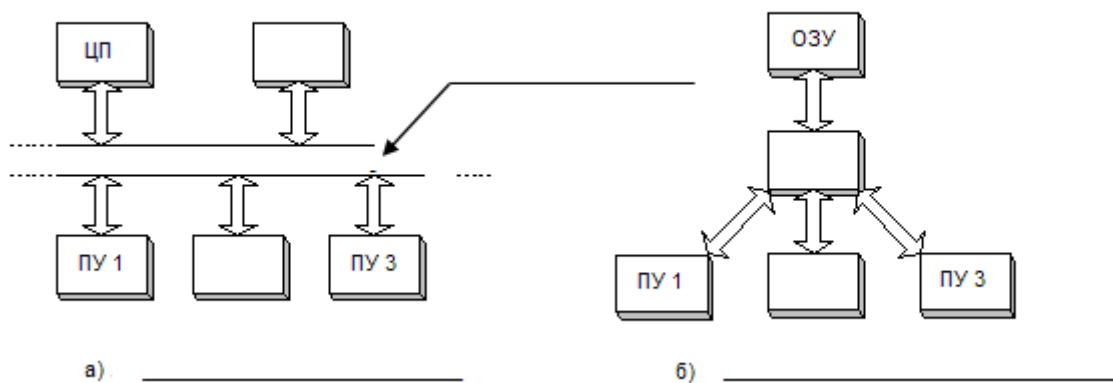 ЦП
ОЗУ
ПУ 1
ПУ 3
ПУ 1
ПУ 3
а)
б)